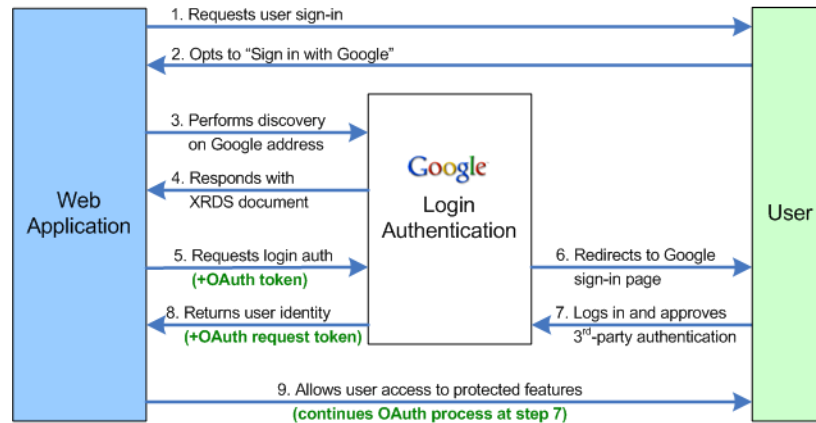 1. Requests user sign-in
2. Opts to “Sign in with Google”
3. Performs discovery
on Google address
Google
4. Responds with
XRDS document
Web
Application
Login
Authentication
User
5. Requests login auth
(+OAuth token)
6. Redirects to Google
sign-in page
8. Returns user identity
(+OAuth request token)
7. Logs in and approves
3rd-party authentication
9. Allows user access to protected features
(continues OAuth process at step 7)